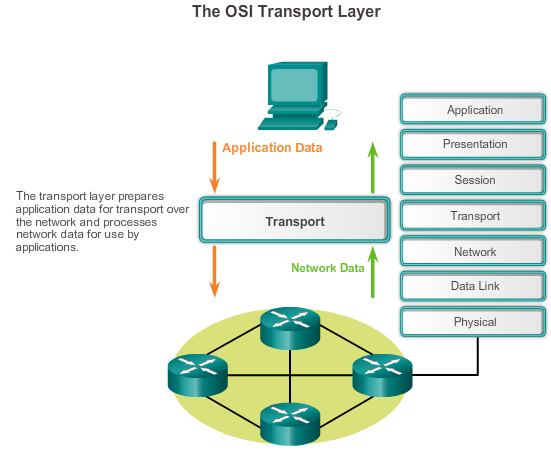 The OSI Transport Layer
Application Data
The transport layer prepares
application data for transport over
the network and processes
network data for use by
applications.
Transport
Network Data
Application
Presentation
Session
Transport
Network
Data Link
Physical